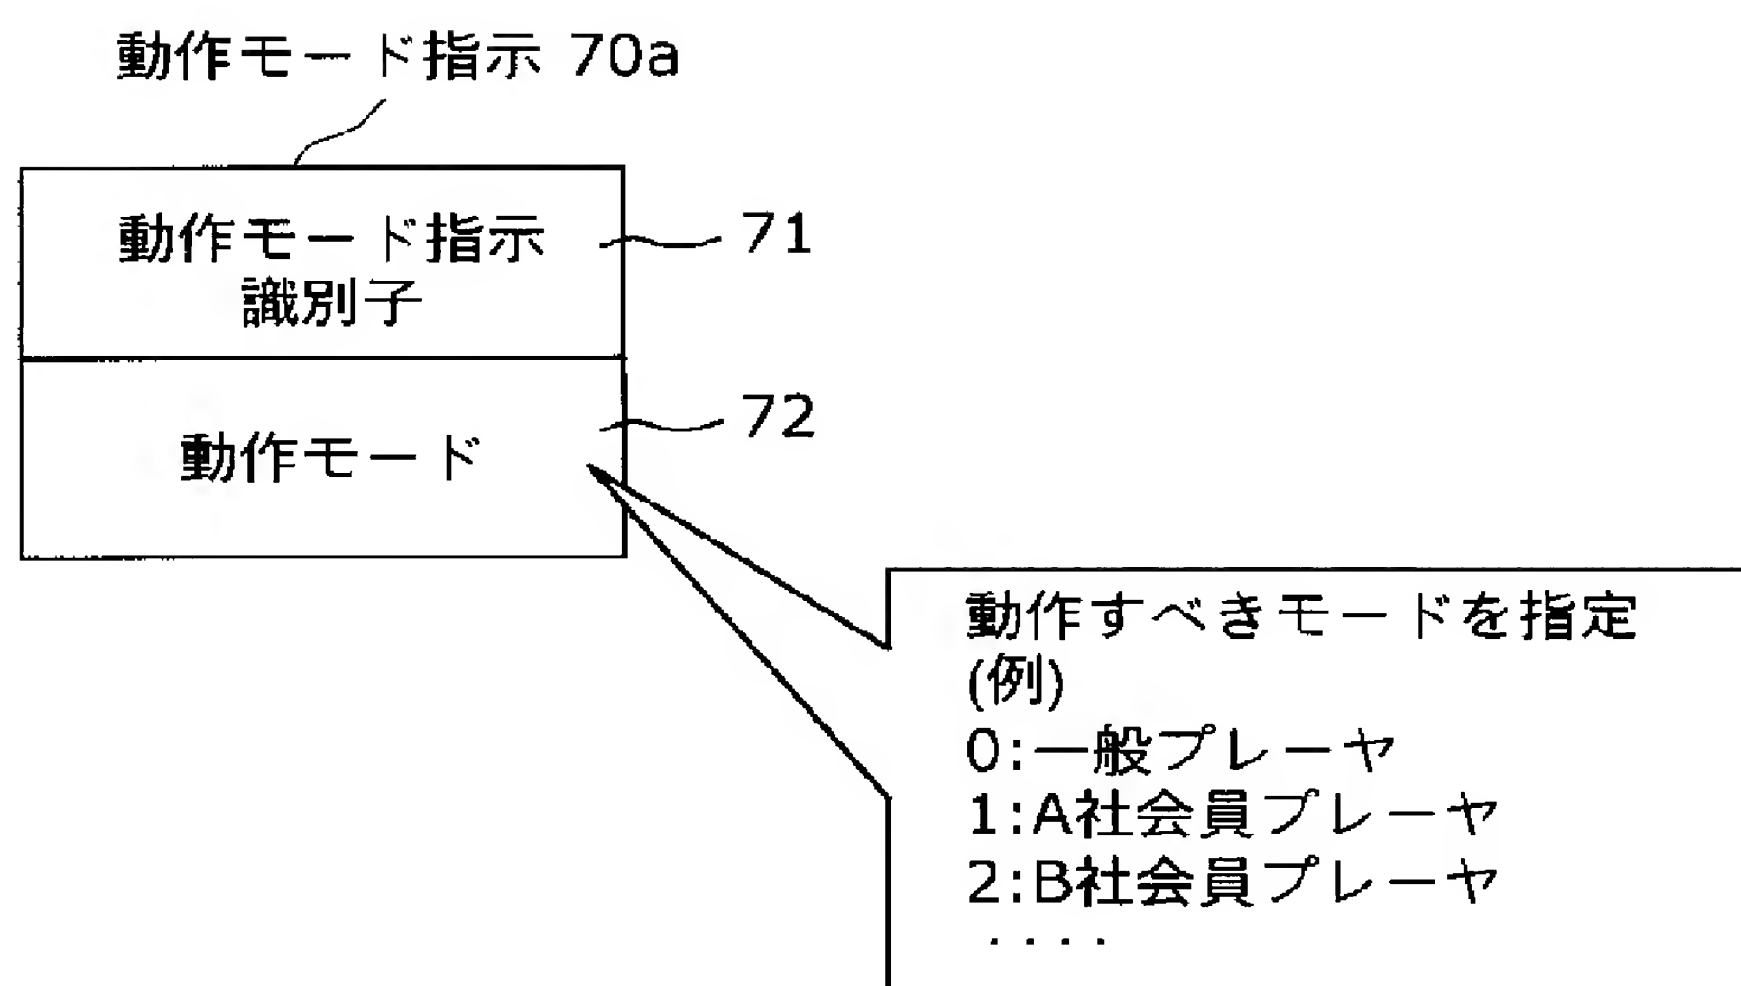 動作モード指示 70a
動作モード指示
識別子
71
動作モード
72
動作すべきモードを指定
(例)
0:一般プレーヤ
1:A社会員プレーヤ
2:B社会員プレーヤ
････